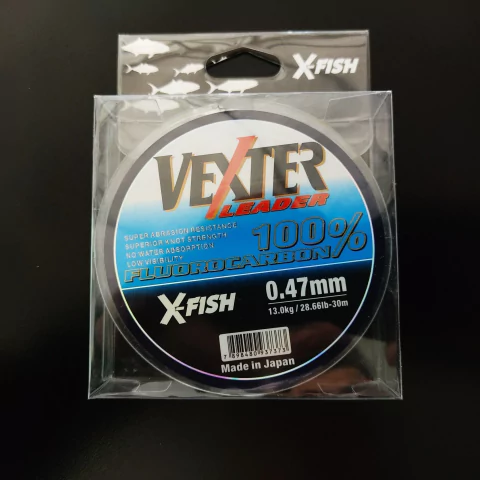 X-FISH
VEXTER
LEADER
SUPER ABRASION RESISTANCE
SUPERIOR KNOT STRENGTH
NO WATER ABSORPTION
LOW VISIBILITY
100%
FLUOROCARBON
X-FISH
0.47mm
13.0kg / 28.66lb-30m
Made in Japan